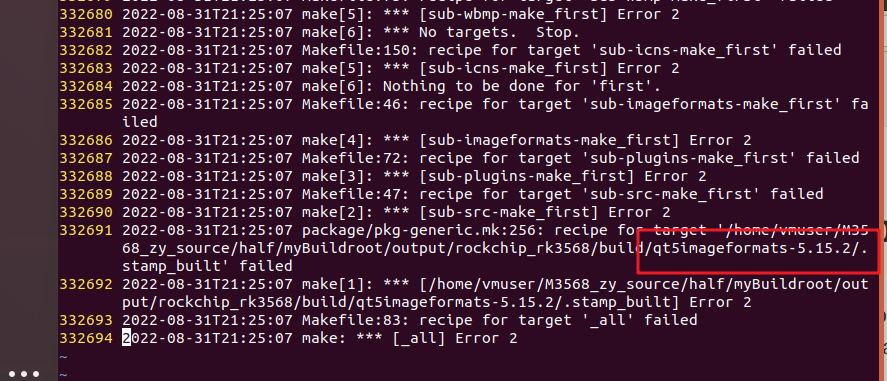 332680 2022-08-31T21:25:07 make[5]: *** [sub-wbmp-make_first] Error 2
332681 2022-08-31T21:25:07 make[6]: *** No targets.  Stop.
332682 2022-08-31T21:25:07 Makefile:150: recipe for target 'sub-icns-make_first' failed
332683 2022-08-31T21:25:07 make[5]: *** [sub-icns-make_first] Error 2
332684 2022-08-31T21:25:07 make[6]: Nothing to be done for 'first'.
332685 2022-08-31T21:25:07 Makefile:46: recipe for target 'sub-imageformats-make_first' fa
iled
332686 2022-08-31T21:25:07 make[4]: *** [sub-imageformats-make_first] Error 2
332687 2022-08-31T21:25:07 Makefile:72: recipe for target 'sub-plugins-make_first' failed
332688 2022-08-31T21:25:07 make[3]: *** [sub-plugins-make_first] Error 2
332689 2022-08-31T21:25:07 Makefile:47: recipe for target 'sub-src-make_first' failed
332690 2022-08-31T21:25:07 make[2]: *** [sub-src-make_first] Error 2
332691 2022-08-31T21:25:07 package/pkg-generic.mk:256: recipe for target '/home/vmuser/M35
68_zy_source/half/myBuildroot/output/rockchip_rk3568/build/qt5imageformats-5.15.2/.
stamp_built' failed
332692 2022-08-31T21:25:07 make[1]: *** [/home/vmuser/M3568_zy_source/half/myBuildroot/out
put/rockchip_rk3568/build/qt5imageformats-5.15.2/.stamp_built] Error 2
332693 2022-08-31T21:25:07 Makefile:83: recipe for target '_all' failed
332694 2022-08-31T21:25:07 make: *** [_all] Error 2
~
~